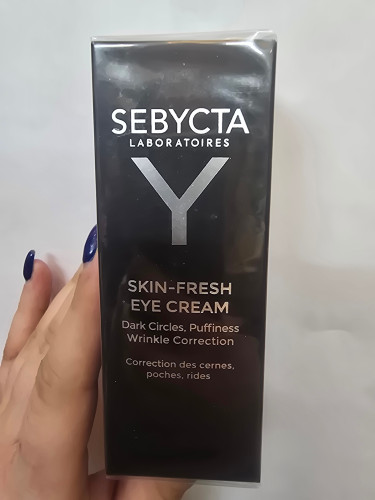 SEBYCTA
LABORATOIRES
Y
SKIN-FRESH
EYE CREAM
Dark Circles, Puffiness
Wrinkle Correction
Correction des cernes,
poches, rides